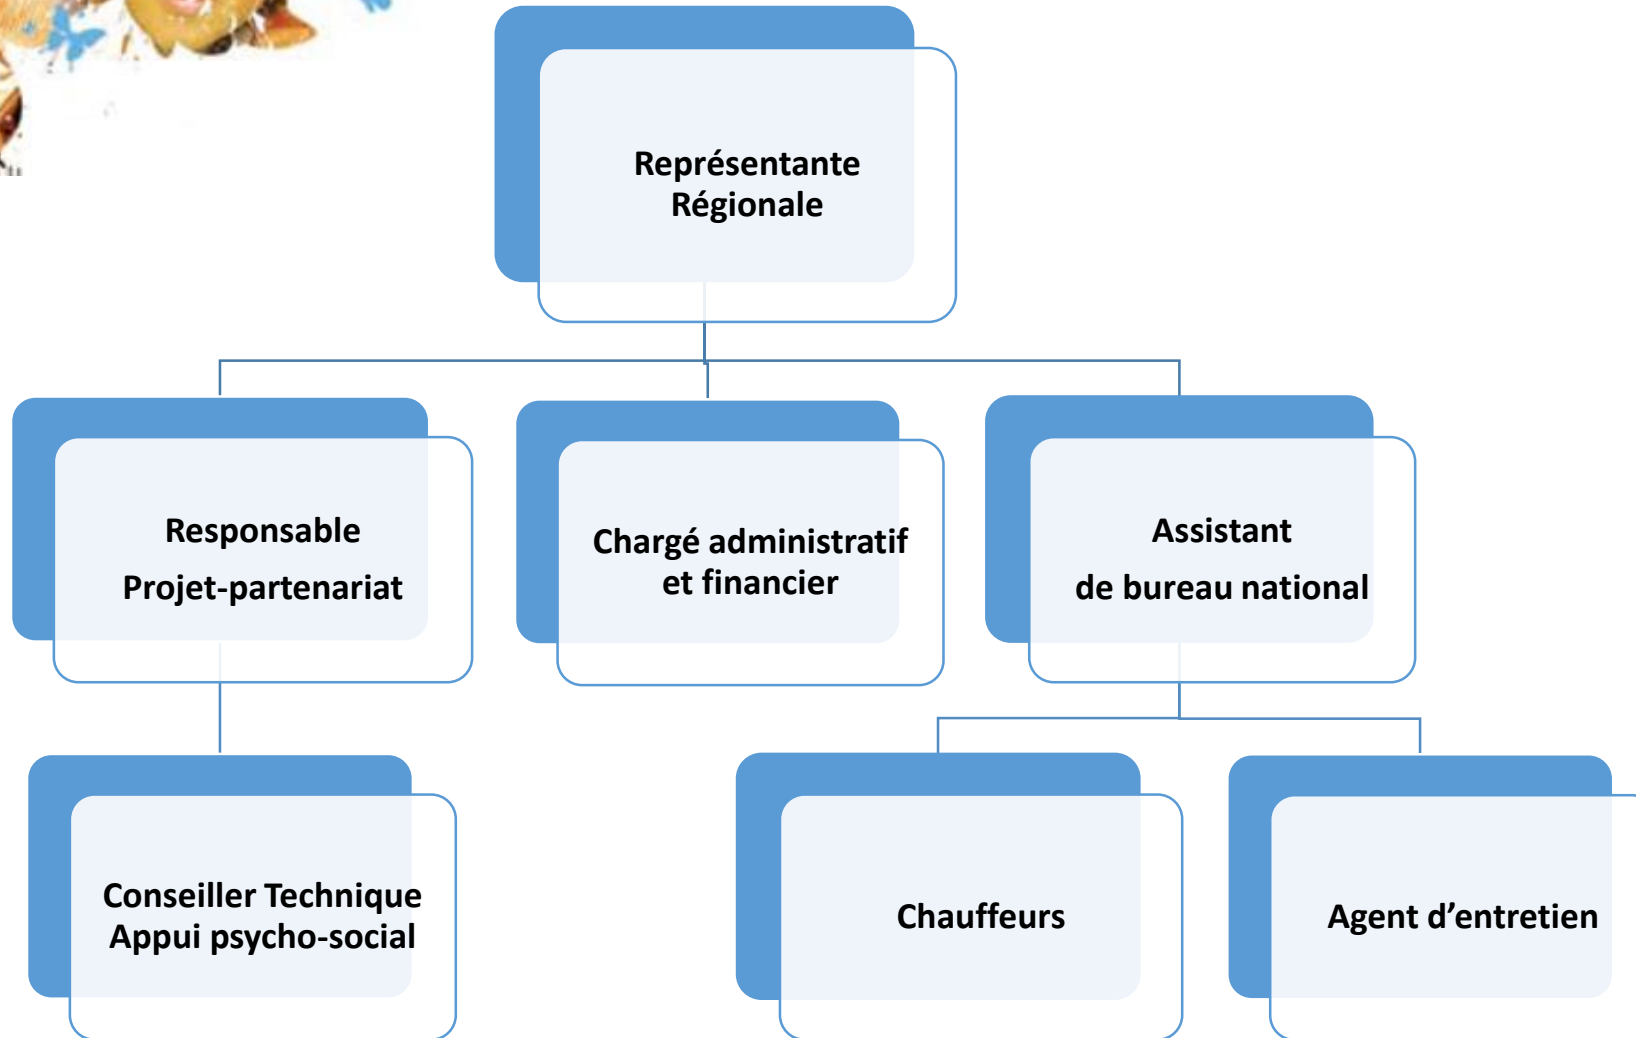 Représentante
Régionale
Responsable
Projet-partenariat
Chargé administratif
et financier
Assistant
de bureau national
Conseiller Technique
Appui psycho-social
Chauffeurs
Agent d’entretien